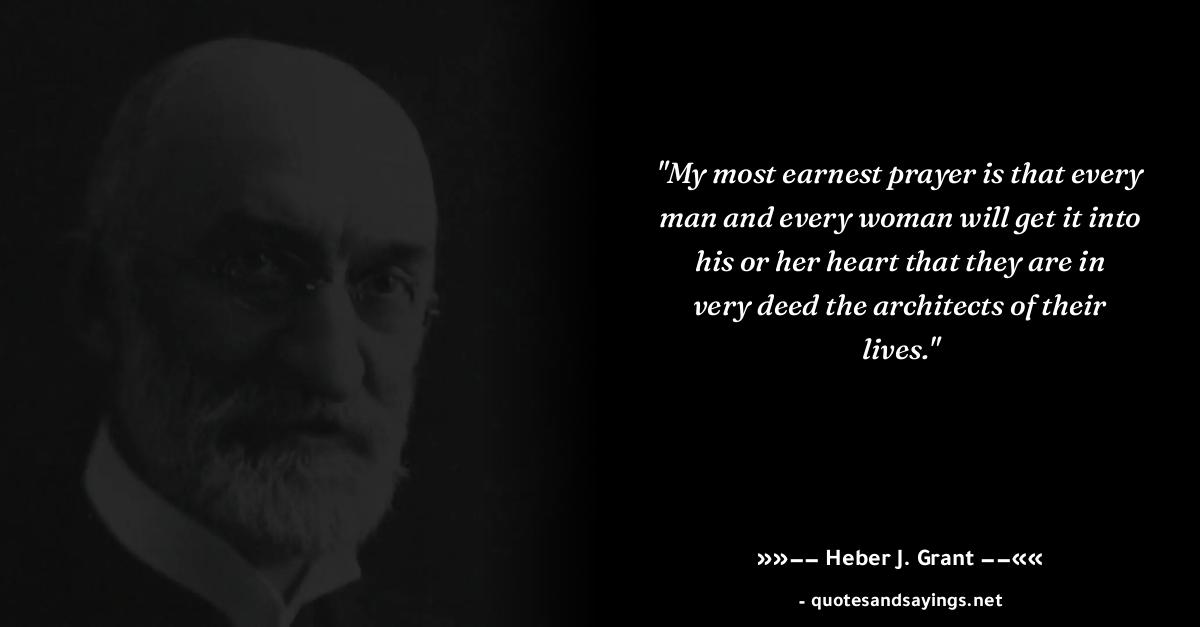 "My most earnest prayer is that every
man and every woman will get it into
his or her heart that they are in
very deed the architects of their
lives."
»»−− Heber J. Grant −−««
- quotesandsayings.net